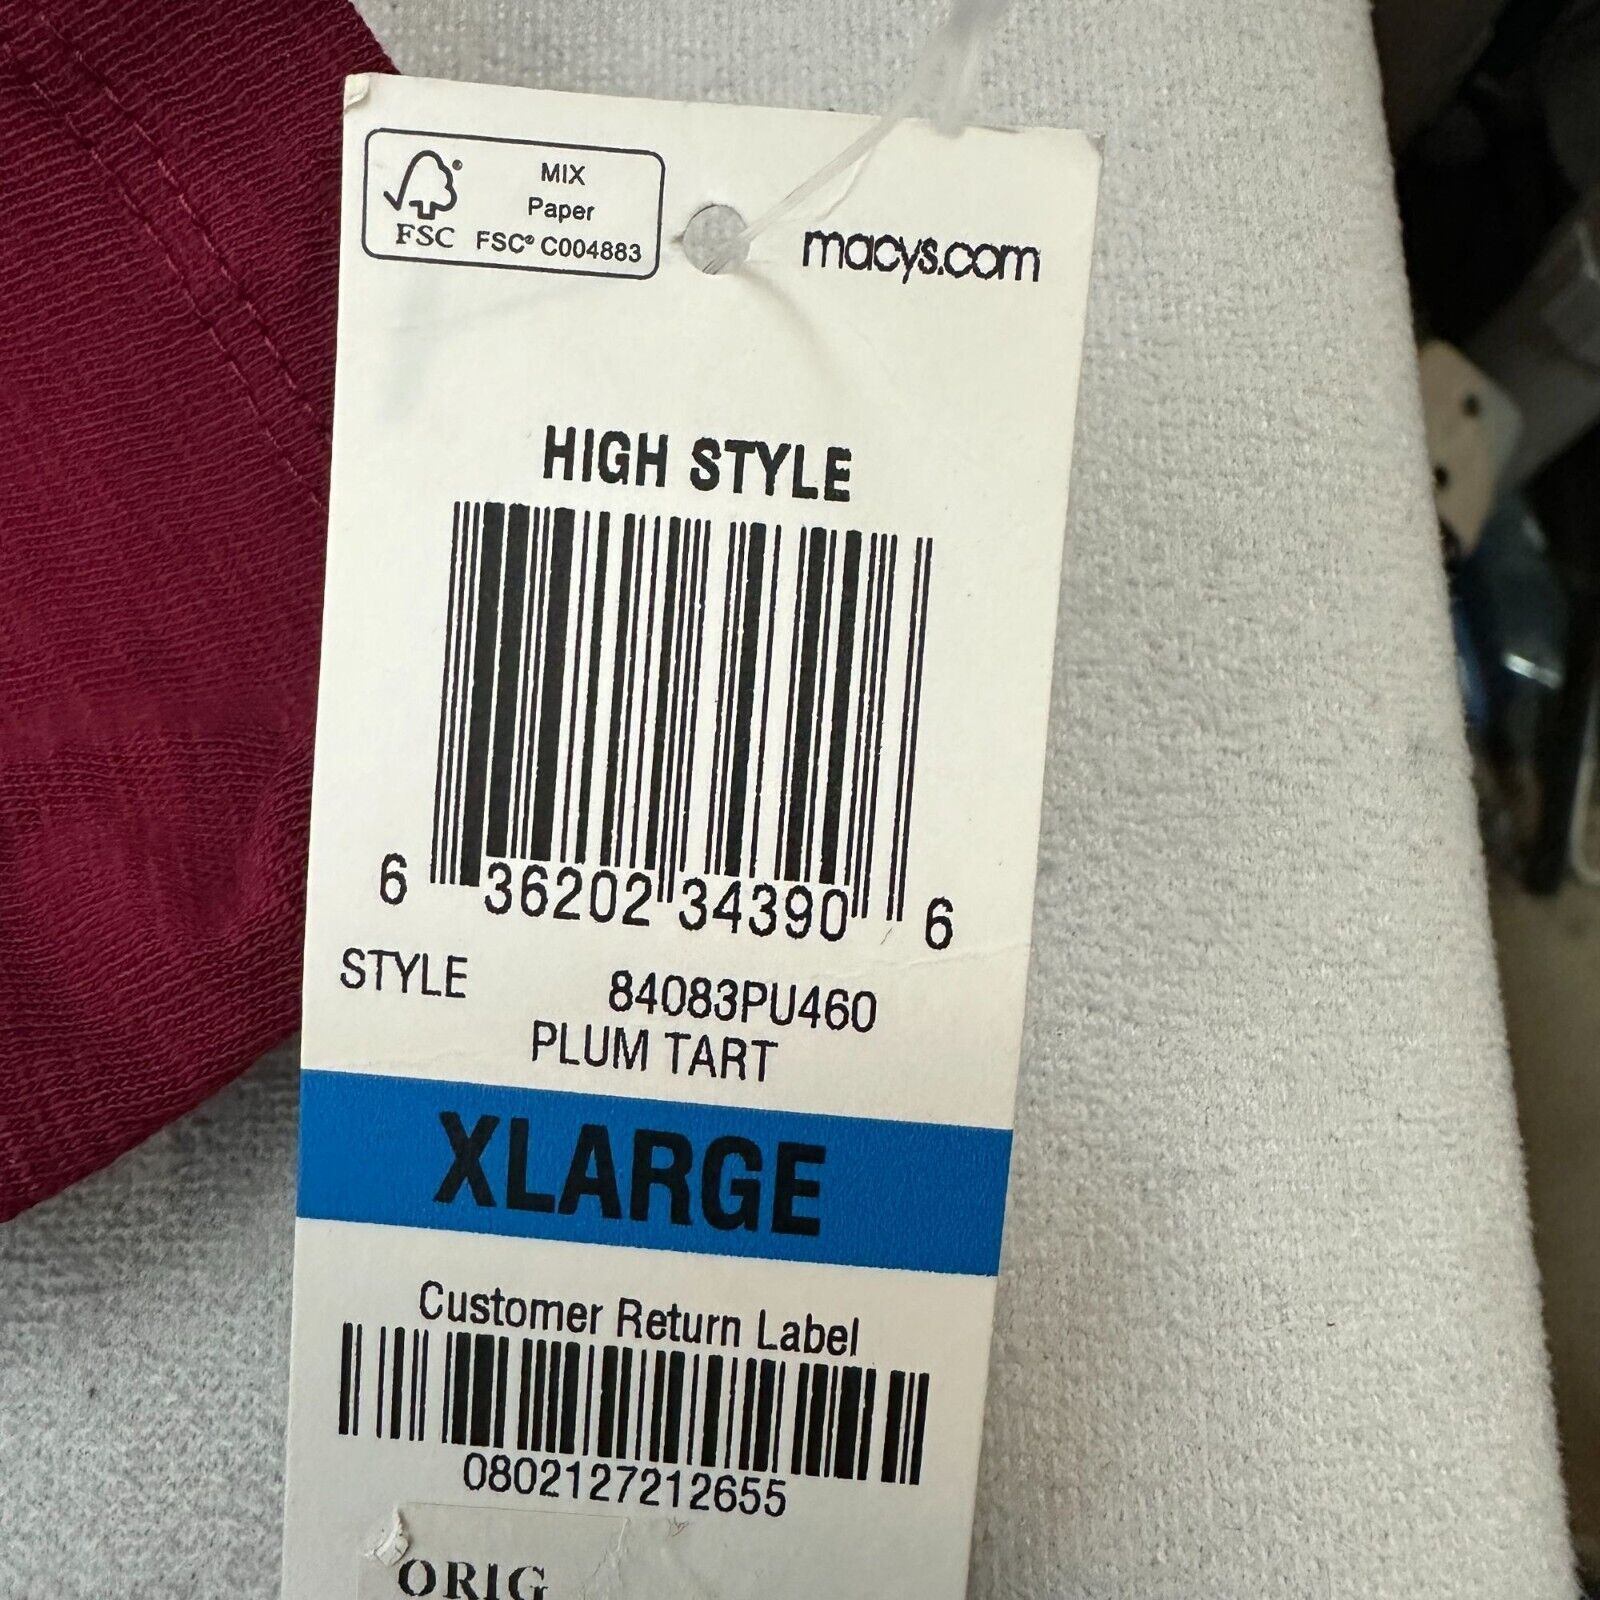 MIX
Paper
FSC® C004883
FSC
macys.com
HIGH STYLE
6 36202 34390 6
STYLE 84083PU460
PLUM TART
XLARGE
Customer Return Label
0802127212655
ORIG